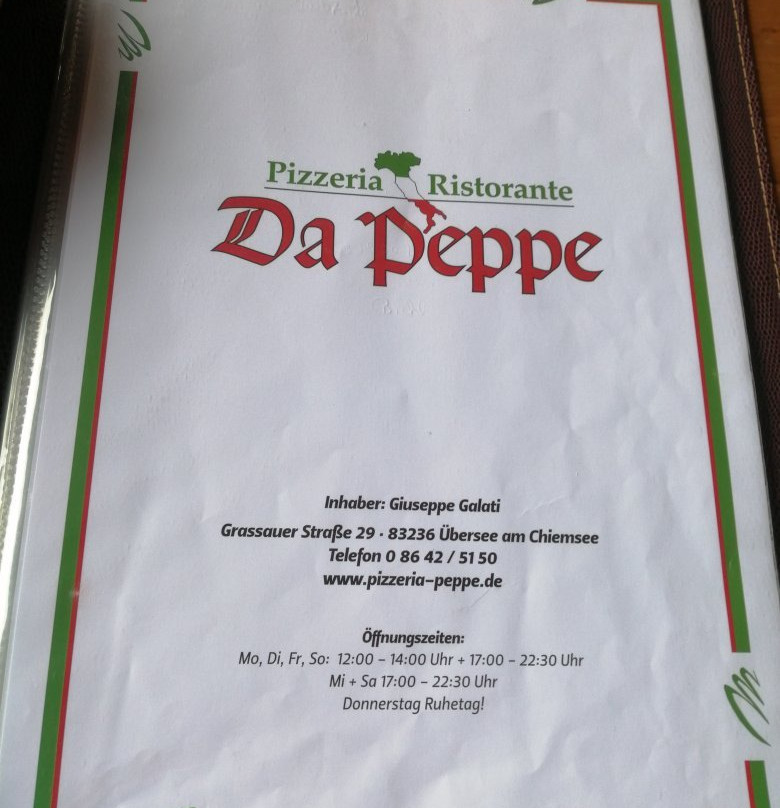 Pizzeria Ristorante
Da Peppe
Inhaber: Giuseppe Galati
Grassauer Straße 29 · 83236 Übersee am Chiemsee
Telefon 0 86 42 / 51 50
www.pizzeria-peppe.de
Öffnungszeiten:
Mo, Di, Fr, So: 12:00 – 14:00 Uhr + 17:00 – 22:30 Uhr
Mi + Sa 17:00 – 22:30 Uhr
Donnerstag Ruhetag!